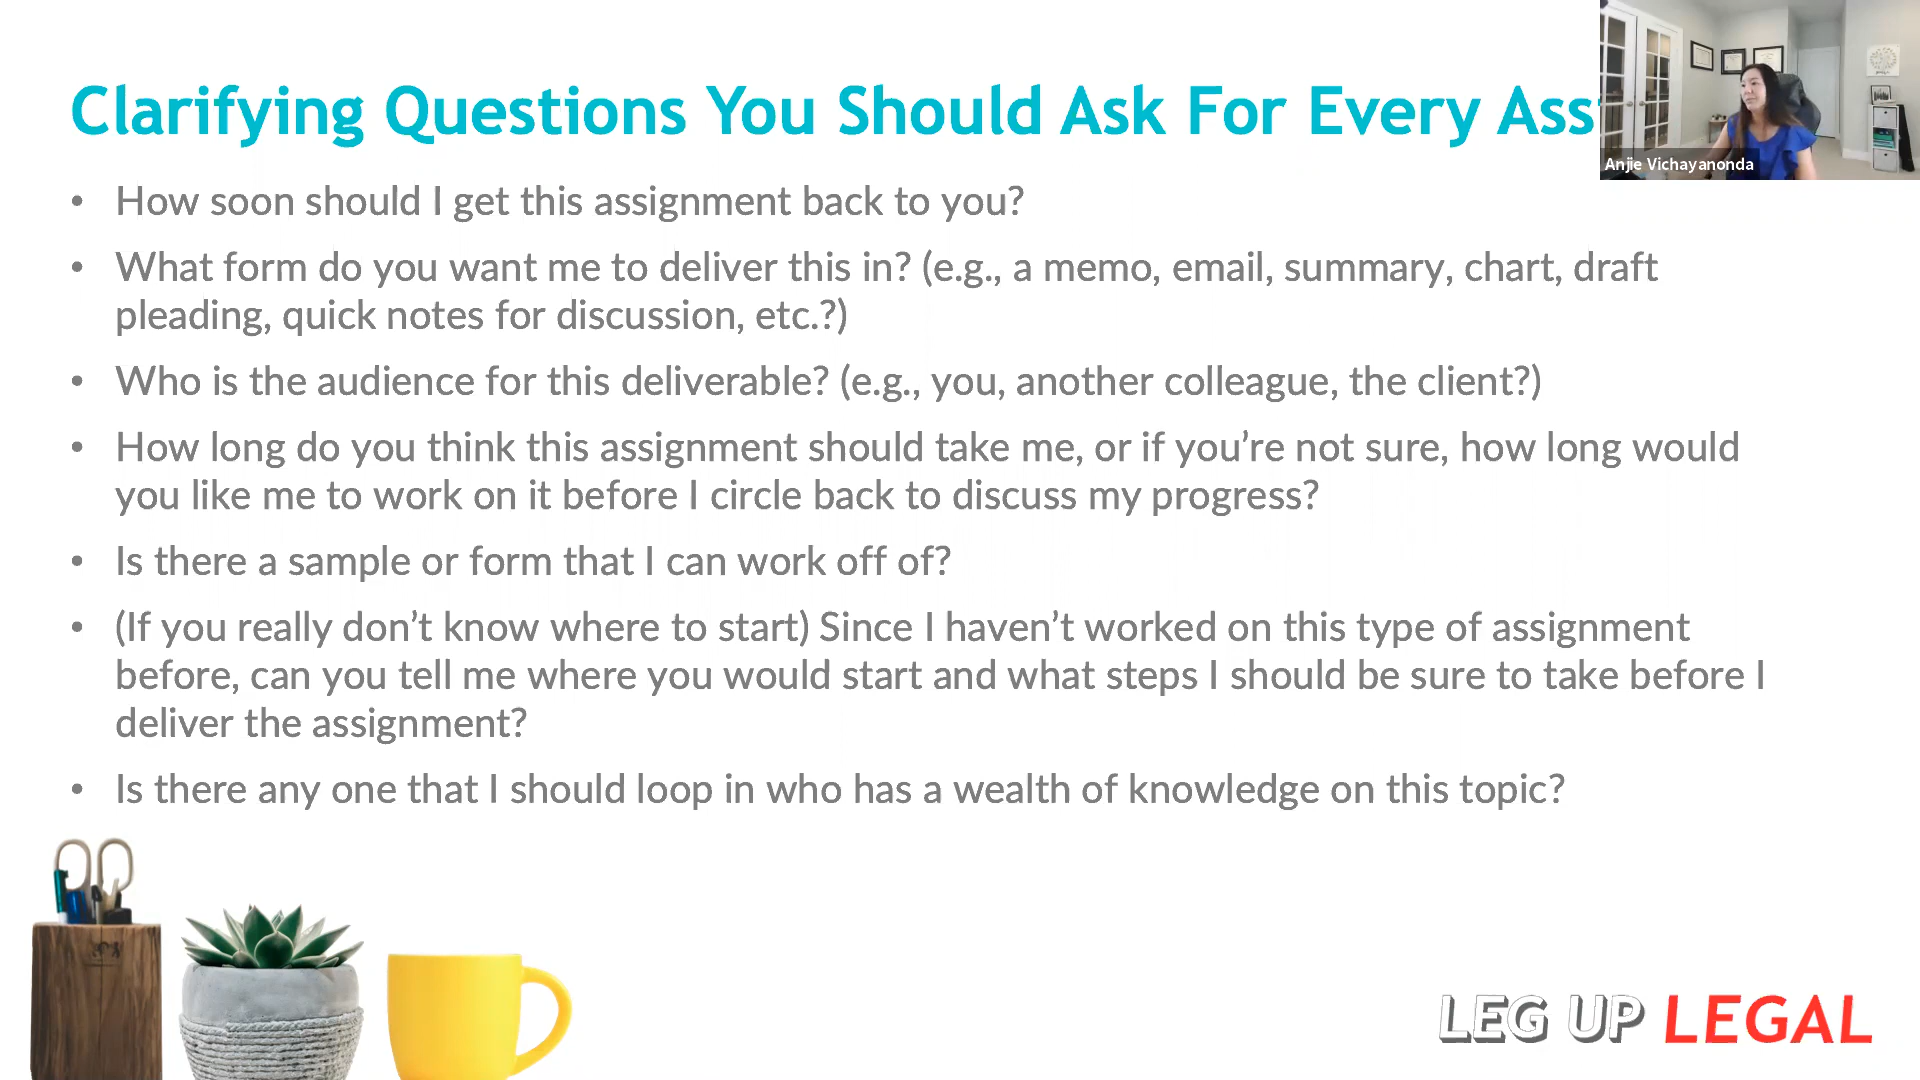 Clarifying Questions You Should Ask For Every
Anjie Vichayanonda
• How soon should I get this assignment back to you?
• What form do you want me to deliver this in? (e.g., a memo, email, summary, chart, draft
pleading, quick notes for discussion, etc.?)
• Who is the audience for this deliverable? (e.g., you, another colleague, the client?)
• How long do you think this assignment should take me, or if you’re not sure, how long would
you like me to work on it before I circle back to discuss my progress?
• Is there a sample or form that I can work off of?
• (If you really don’t know where to start) Since I haven’t worked on this type of assignment
before, can you tell me where you would start and what steps I should be sure to take before I
deliver the assignment?
• Is there any one that I should loop in who has a wealth of knowledge on this topic?
LEG UP LEGAL